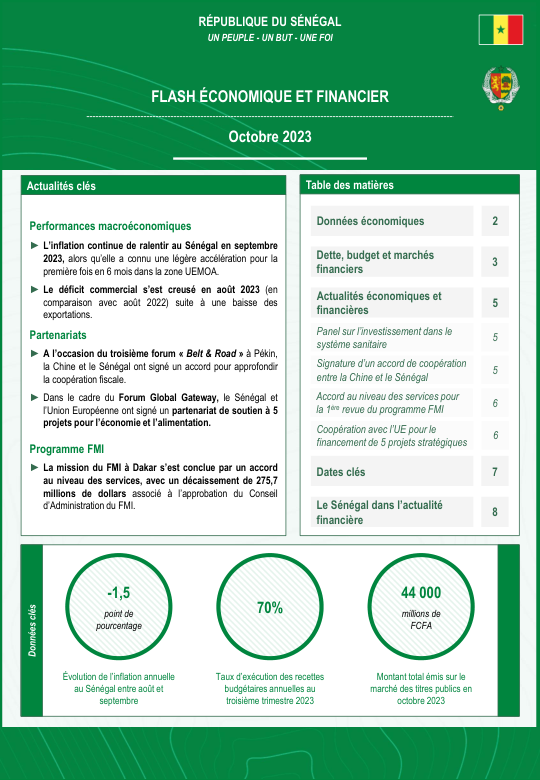 RÉPUBLIQUE DU SÉNÉGAL
UN PEUPLE - UN BUT - UNE FOI
FLASH ÉCONOMIQUE ET FINANCIER
Octobre 2023
Actualités clés
Performances macroéconomiques
L'inflation continue de ralentir au Sénégal en septembre
2023, alors qu'elle a connu une légère accélération pour la
première fois en 6 mois dans la zone UEMOA.
Le déficit commercial s'est creusé en août 2023 (en
comparaison avec août 2022) suite à une baisse des
exportations.
Partenariats
A l'occasion du troisième forum « Belt & Road » à Pékin,
la Chine et le Sénégal ont signé un accord pour approfondir
la coopération fiscale.
Dans le cadre du Forum Global Gateway, le Sénégal et
l'Union Européenne ont signé un partenariat de soutien à 5
projets pour l'économie et l'alimentation.
Programme FMI
La mission du FMI à Dakar s'est conclue par un accord
au niveau des services, avec un décaissement de 275,7
millions de dollars associé à l'approbation du Conseil
d'Administration du FMI.
Table des matières
Données économiques 2
Dette, budget et marchés
financiers 3
Actualités économiques et
financières 5
Panel sur l'investissement dans le
système sanitaire 5
Signature d'un accord de coopération
entre la Chine et le Sénégal 5
Accord au niveau des services pour
la 1ère revue du programme FMI 6
Coopération avec l'UE pour le
financement de 5 projets stratégiques 6
Dates clés 7
Le Sénégal dans l'actualité
financière 8
Données clés
-1,5
point de
pourcentage
Évolution de l'inflation annuelle
au Sénégal entre août et
septembre
70%
Taux d'exécution des recettes
budgétaires annuelles au
troisième trimestre 2023
44 000
millions de
FCFA
Montant total émis sur le
marché des titres publics en
octobre 2023